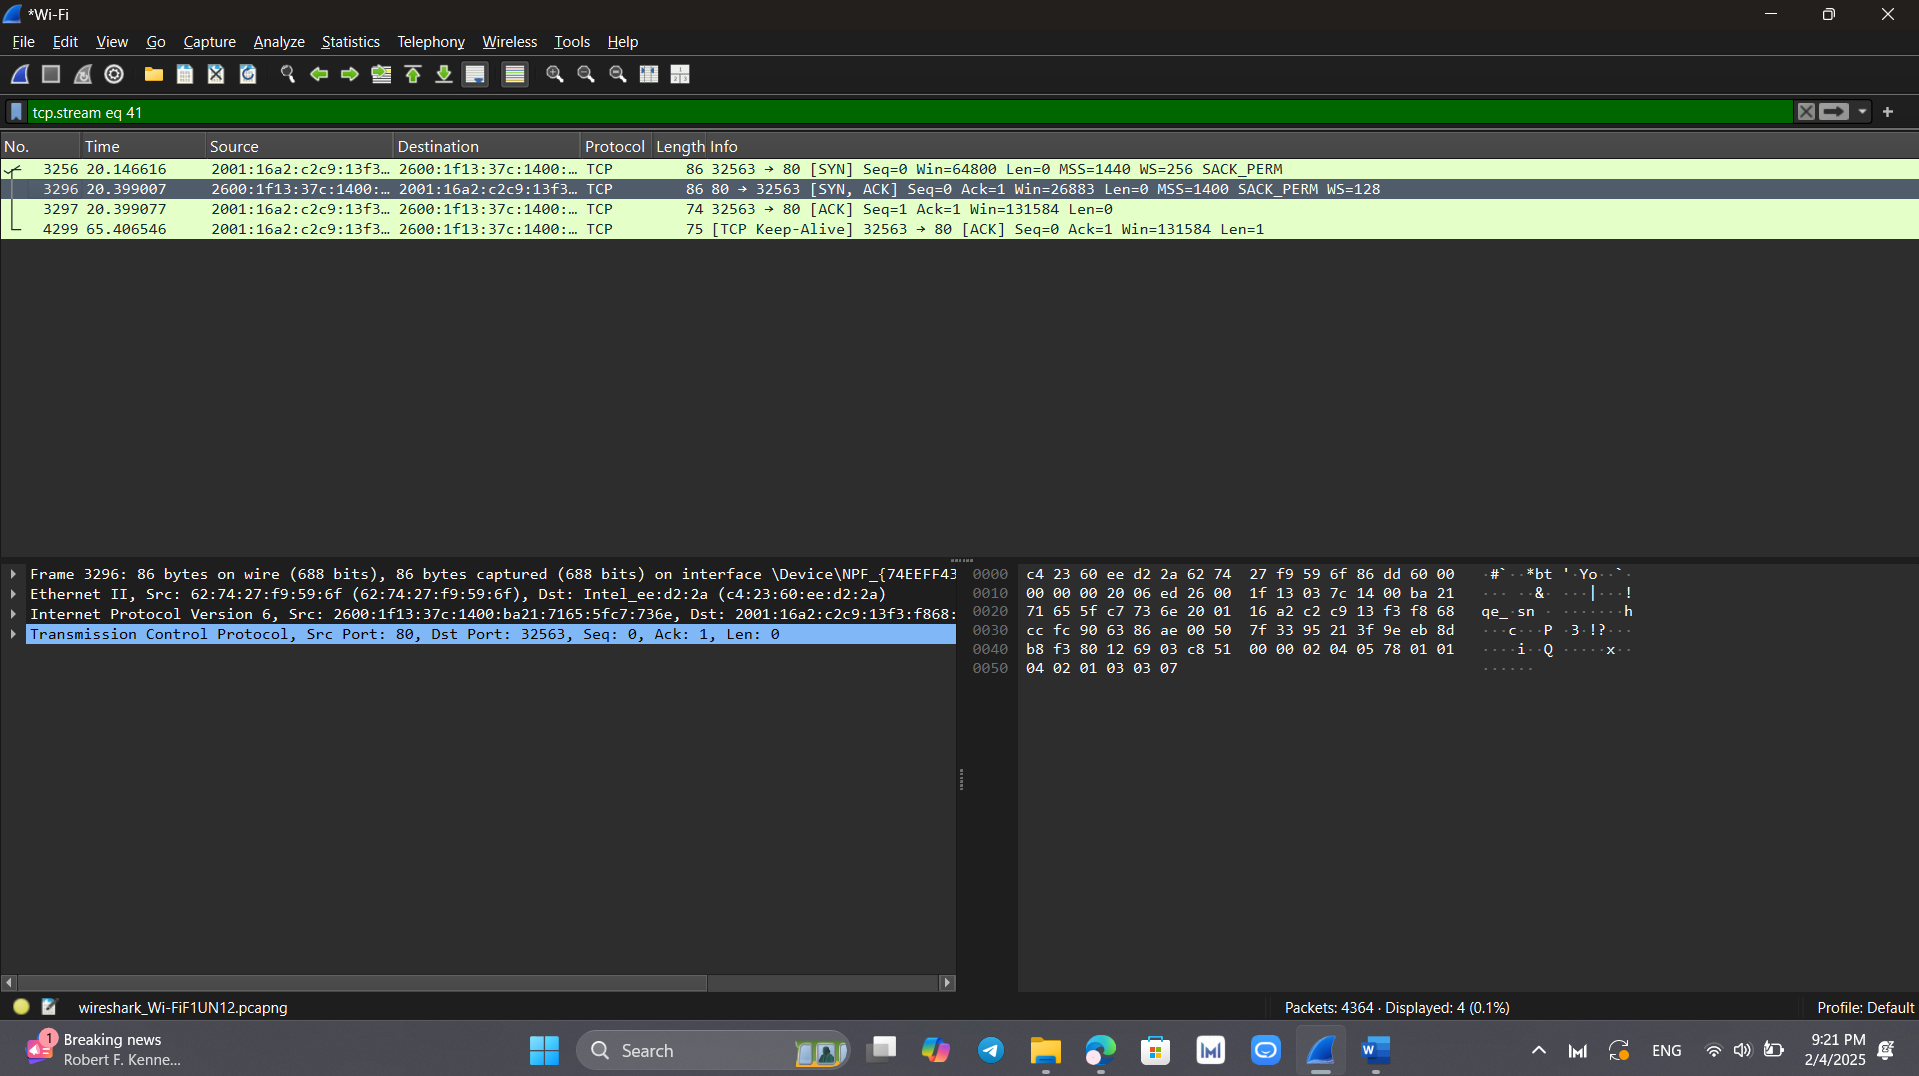 *Wi-Fi
File Edit View Go Capture Analyze Statistics Telephony Wireless Tools Help
tcp.stream eq 41
No. Time Source Destination Protocol Length Info
3256 20.146616 2001:16a2:c2c9:13f3… 2600:1f13:37c:1400:… TCP 86 32563 → 80 [SYN] Seq=0 Win=64800 Len=0 MSS=1440 WS=256 SACK_PERM
3296 20.399007 2600:1f13:37c:1400:… 2001:16a2:c2c9:13f3… TCP 86 80 → 32563 [SYN, ACK] Seq=0 Ack=1 Win=26883 Len=0 MSS=1400 SACK_PERM WS=128
3297 20.399077 2001:16a2:c2c9:13f3… 2600:1f13:37c:1400:… TCP 74 32563 → 80 [ACK] Seq=1 Ack=1 Win=131584 Len=0
4299 65.406546 2001:16a2:c2c9:13f3… 2600:1f13:37c:1400:… TCP 75 [TCP Keep-Alive] 32563 → 80 [ACK] Seq=0 Ack=1 Win=131584 Len=1
Frame 3296: 86 bytes on wire (688 bits), 86 bytes captured (688 bits) on interface \Device\NPF_{74EEFF43
Ethernet II, Src: 62:74:27:f9:59:6f (62:74:27:f9:59:6f), Dst: Intel_ee:d2:2a (c4:23:60:ee:d2:2a)
Internet Protocol Version 6, Src: 2600:1f13:37c:1400:ba21:7165:5fc7:736e, Dst: 2001:16a2:c2c9:13f3:f868:
Transmission Control Protocol, Src Port: 80, Dst Port: 32563, Seq: 0, Ack: 1, Len: 0
0000 c4 23 60 ee d2 2a 62 74 27 f9 59 6f 86 dd 60 00 ·#`··*bt '·Yo··`·
0010 00 00 00 20 06 ed 26 00 1f 13 03 7c 14 00 ba 21 ··· ··&· ···|···!
0020 71 65 5f c7 73 6e 20 01 16 a2 c2 c9 13 f3 f8 68 qe_·sn · ·······h
0030 cc fc 90 63 86 ae 00 50 7f 33 95 21 3f 9e eb 8d ···c···P ·3·!?···
0040 b8 f3 80 12 69 03 c8 51 00 00 02 04 05 78 01 01 ····i··Q ·····x··
0050 04 02 01 03 03 07 ······
wireshark_Wi-FiF1UN12.pcapng
Packets: 4364 · Displayed: 4 (0.1%)
Profile: Default
1
Breaking news
Robert F. Kenne...
Search
W
ENG
9:21 PM
2/4/2025